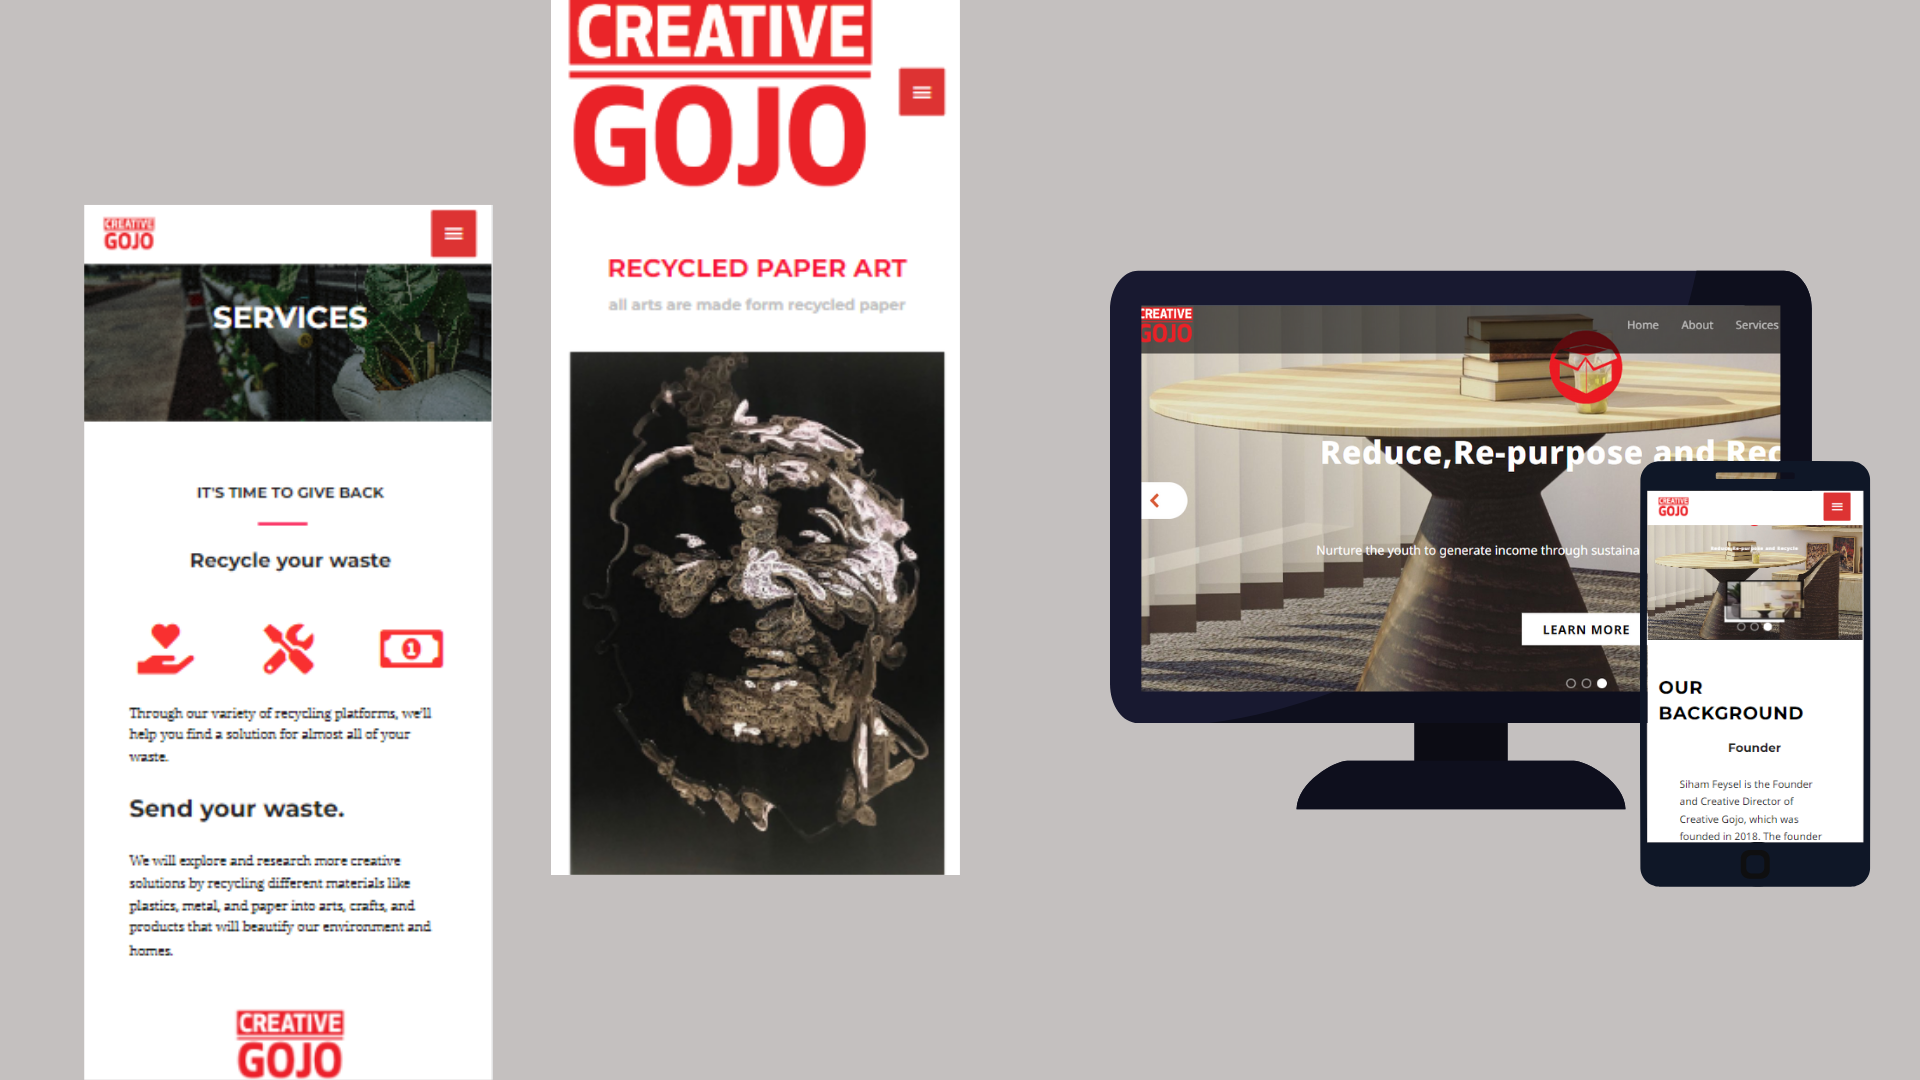 CREATIVE
GOJO
SERVICES
IT'S TIME TO GIVE BACK
Recycle your waste
1
Through our variety of recycling platforms, we'll
help you find a solution for almost all of your
waste.
Send your waste.
We will explore and research more creative
solutions by recycling different materials like
plastics, metal, and paper into arts, crafts, and
products that will beautify our environment and
homes.
CREATIVE
GOJO
CREATIVE
GOJO
RECYCLED PAPER ART
all arts are made form recycled paper
CREATIVE
GOJO
Home About Services
Reduce,Re-purpose and Rec
Nurture the youth to generate income through sustaina
LEARN MORE
CREATIVE
GOJO
Reduce,Re-purpose and Recycle
OUR
BACKGROUND
Founder
Siham Feysel is the Founder
and Creative Director of
Creative Gojo, which was
founded in 2018. The founder